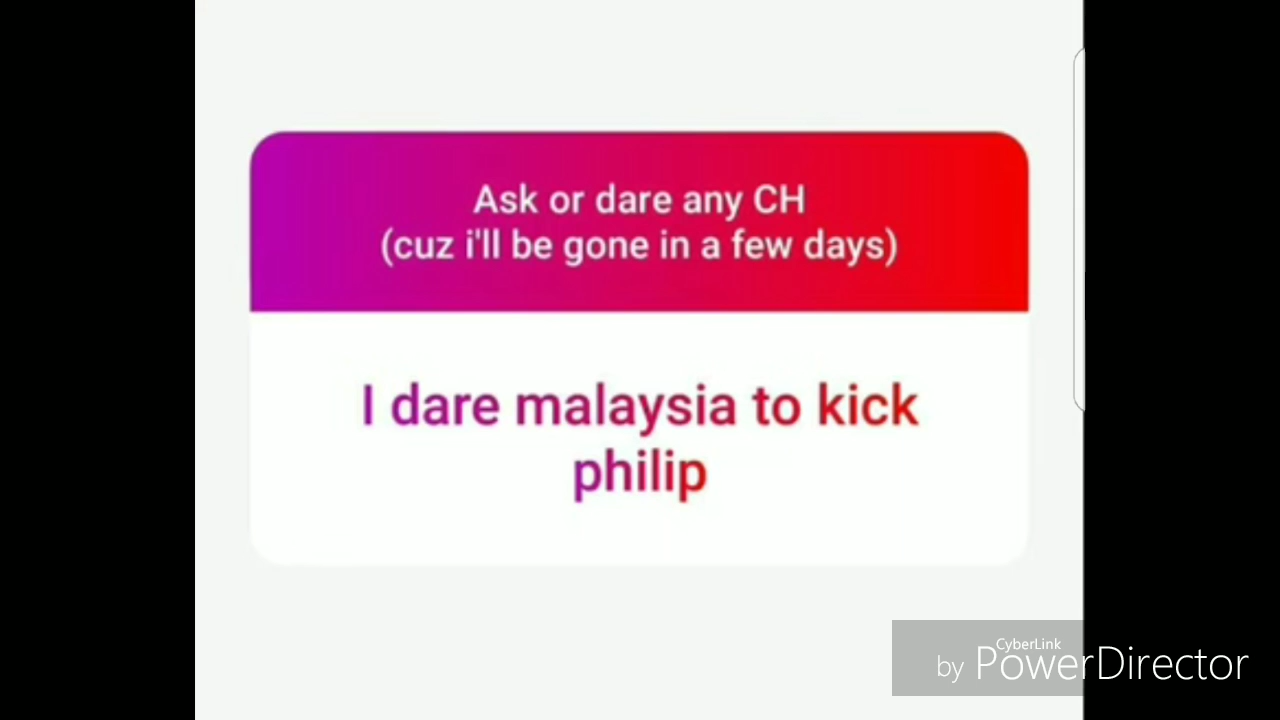 Ask or dare any CH
(cuz i'll be gone in a few days)
I dare malaysia to kick
philip
CyberLink
by PowerDirector